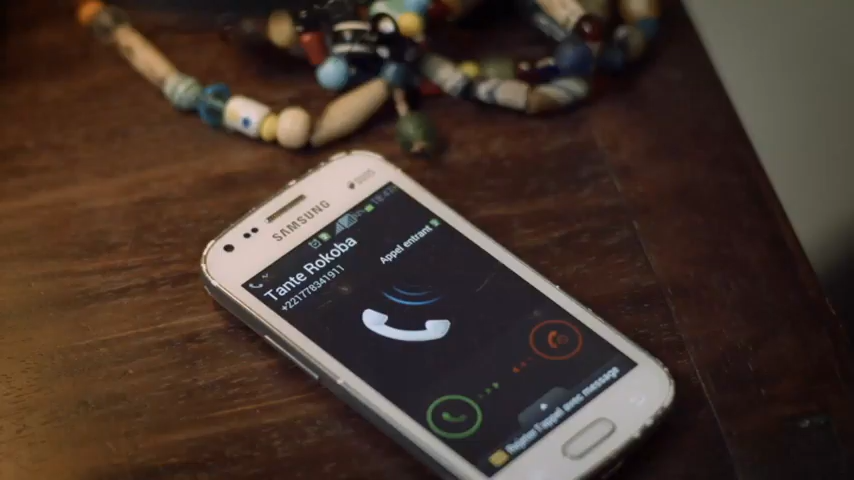 SAMSUNG
Tante Rokoba
+221778341911
Appel entrant
Rejeter l'appel avec message